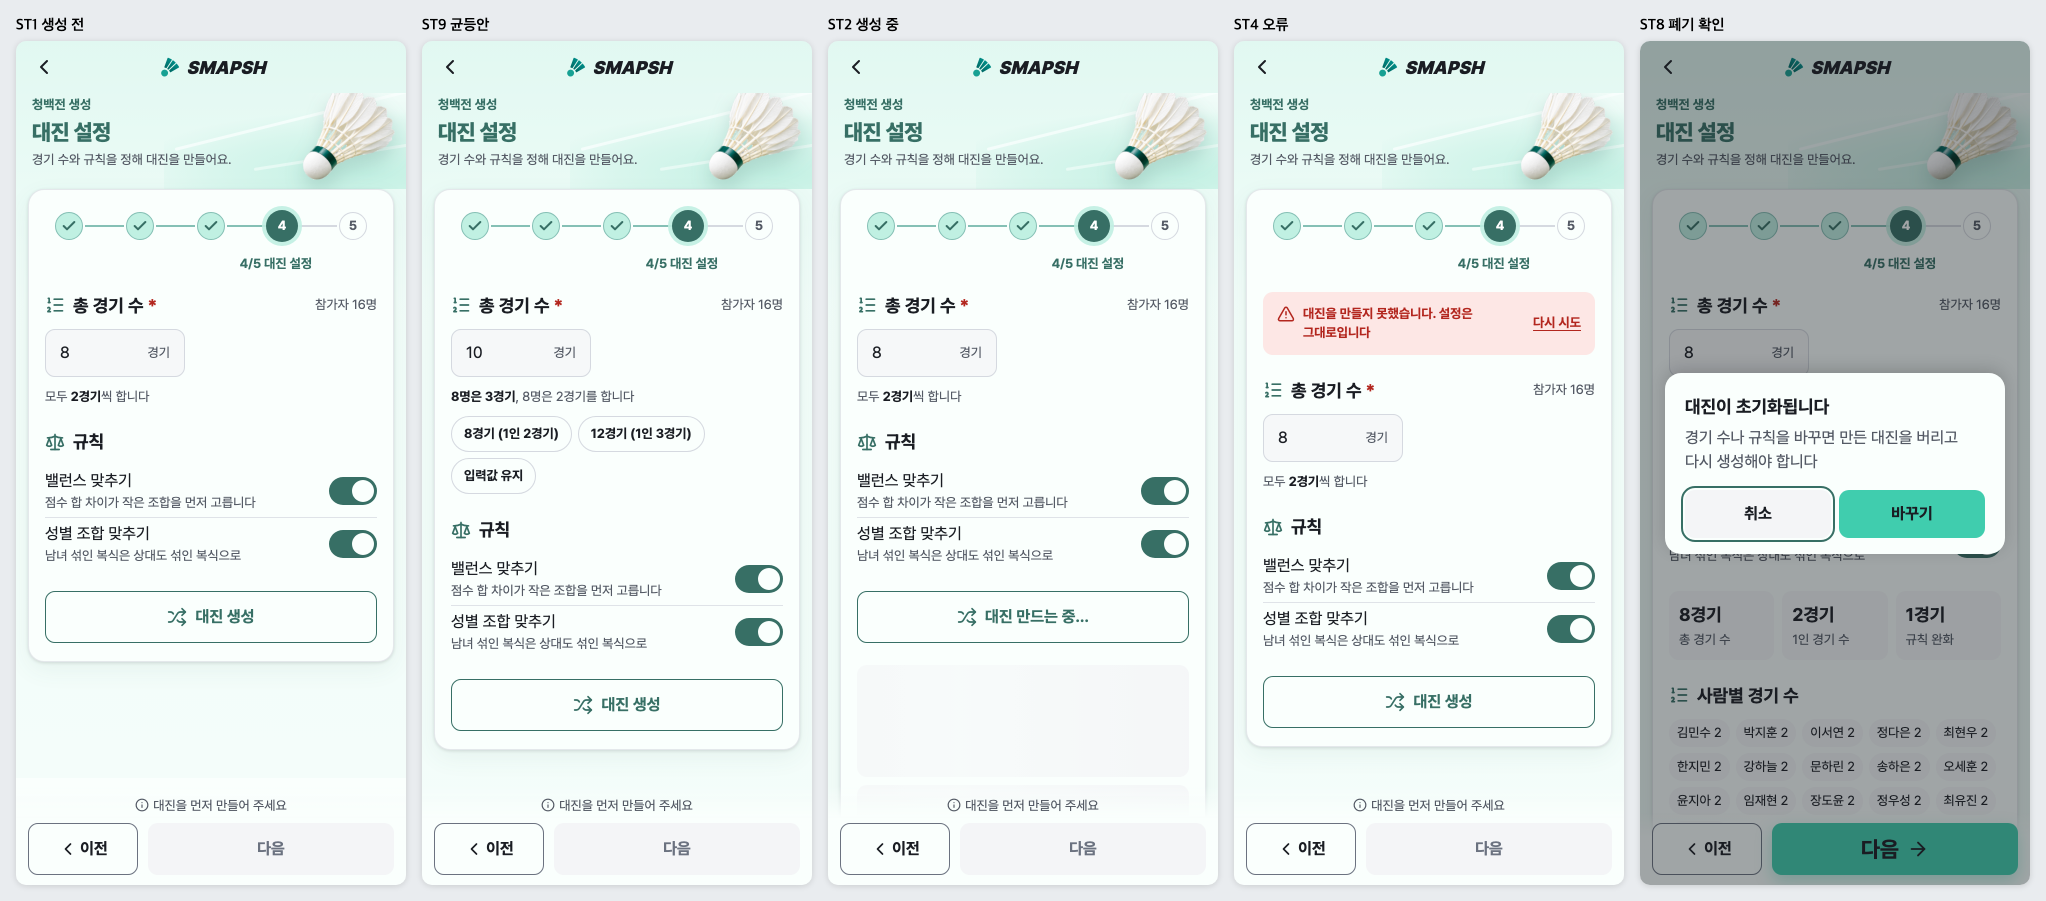 ST1 생성 전
SMAPSH
청백전 생성
대진 설정
경기 수와 규칙을 정해 대진을 만들어요.
4
5
4/5 대진 설정
총 경기 수 *
참가자 16명
8
경기
모두 2경기씩 합니다
규칙
밸런스 맞추기
점수 합 차이가 작은 조합을 먼저 고릅니다
성별 조합 맞추기
남녀 섞인 복식은 상대도 섞인 복식으로
대진 생성
대진을 먼저 만들어 주세요
이전
다음
ST9 균등안
SMAPSH
청백전 생성
대진 설정
경기 수와 규칙을 정해 대진을 만들어요.
4
5
4/5 대진 설정
총 경기 수 *
참가자 16명
10
경기
8명은 3경기, 8명은 2경기를 합니다
8경기 (1인 2경기)
12경기 (1인 3경기)
입력값 유지
규칙
밸런스 맞추기
점수 합 차이가 작은 조합을 먼저 고릅니다
성별 조합 맞추기
남녀 섞인 복식은 상대도 섞인 복식으로
대진 생성
대진을 먼저 만들어 주세요
이전
다음
ST2 생성 중
SMAPSH
청백전 생성
대진 설정
경기 수와 규칙을 정해 대진을 만들어요.
4
5
4/5 대진 설정
총 경기 수 *
참가자 16명
8
경기
모두 2경기씩 합니다
규칙
밸런스 맞추기
점수 합 차이가 작은 조합을 먼저 고릅니다
성별 조합 맞추기
남녀 섞인 복식은 상대도 섞인 복식으로
대진 만드는 중...
대진을 먼저 만들어 주세요
이전
다음
ST4 오류
SMAPSH
청백전 생성
대진 설정
경기 수와 규칙을 정해 대진을 만들어요.
4
5
4/5 대진 설정
대진을 만들지 못했습니다. 설정은
그대로입니다
다시 시도
총 경기 수 *
참가자 16명
8
경기
모두 2경기씩 합니다
규칙
밸런스 맞추기
점수 합 차이가 작은 조합을 먼저 고릅니다
성별 조합 맞추기
남녀 섞인 복식은 상대도 섞인 복식으로
대진 생성
대진을 먼저 만들어 주세요
이전
다음
ST8 폐기 확인
SMAPSH
청백전 생성
대진 설정
경기 수와 규칙을 정해 대진을 만들어요.
4
5
4/5 대진 설정
총 경기 수 *
참가자 16명
8
경기
대진이 초기화됩니다
경기 수나 규칙을 바꾸면 만든 대진을 버리고
다시 생성해야 합니다
취소
바꾸기
남녀 섞인 복식은 상대도 섞인 복식으로
8경기
총 경기 수
2경기
1인 경기 수
1경기
규칙 완화
사람별 경기 수
김민수 2 박지훈 2 이서연 2 정다은 2 최현우 2
한지민 2 강하늘 2 문하린 2 송하은 2 오세훈 2
윤지아 2 임재현 2 장도윤 2 정우성 2 최유진 2
이전
다음